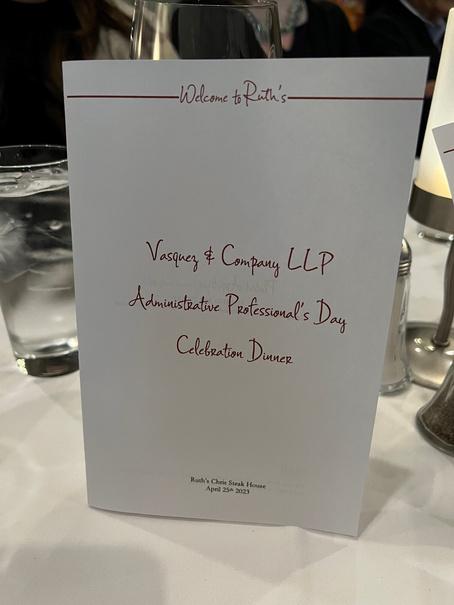 Welcome to Ruth's
Vasquez & Company LLP
Administrative Professional's Day
Celebration Dinner
Ruth's Chris Steak House
April 25th 2023